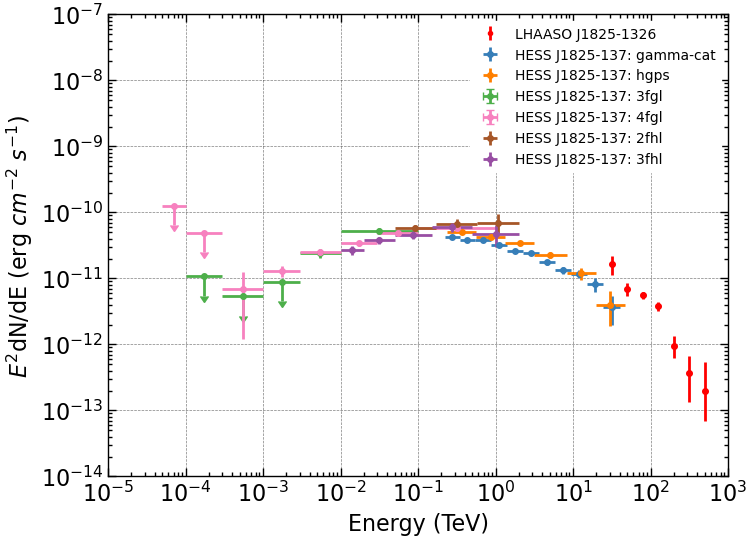 10⁻⁷
10⁻⁸
10⁻⁹
10⁻¹⁰
10⁻¹¹
10⁻¹²
10⁻¹³
10⁻¹⁴
E²dN/dE (erg cm⁻² s⁻¹)
LHAASO J1825-1326
HESS J1825-137: gamma-cat
HESS J1825-137: hgps
HESS J1825-137: 3fgl
HESS J1825-137: 4fgl
HESS J1825-137: 2fhl
HESS J1825-137: 3fhl
10⁻⁵ 10⁻⁴ 10⁻³ 10⁻² 10⁻¹ 10⁰ 10¹ 10² 10³
Energy (TeV)